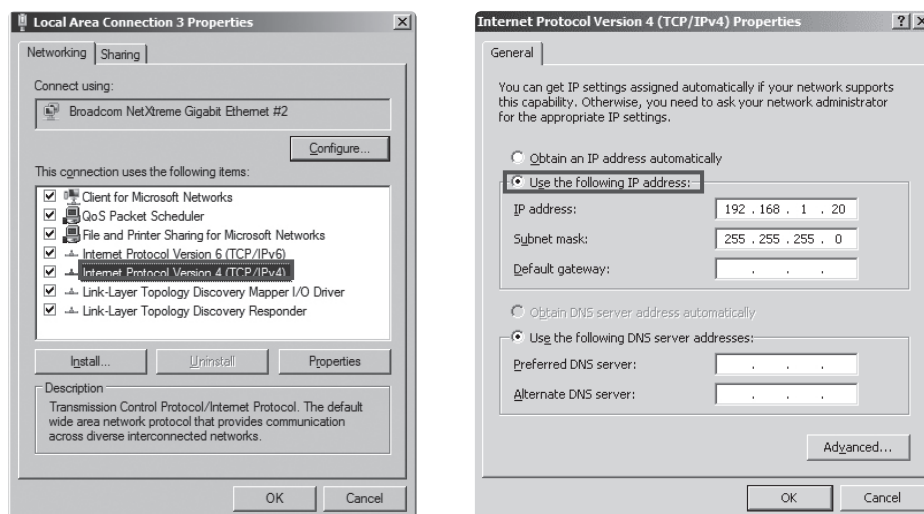 Local Area Connection 3 Properties
Networking
Sharing
Connect using:
Broadcom NetXtreme Gigabit Ethernet #2
Configure...
This connection uses the following items:
Client for Microsoft Networks
QoS Packet Scheduler
File and Printer Sharing for Microsoft Networks
Internet Protocol Version 6 (TCP/IPv6)
Internet Protocol Version 4 (TCP/IPv4)
Link-Layer Topology Discovery Mapper I/O Driver
Link-Layer Topology Discovery Responder
Install...
Uninstall
Properties
Description
Transmission Control Protocol/Internet Protocol. The default
wide area network protocol that provides communication
across diverse interconnected networks.
OK
Cancel
Internet Protocol Version 4 (TCP/IPv4) Properties
General
You can get IP settings assigned automatically if your network supports
this capability. Otherwise, you need to ask your network administrator
for the appropriate IP settings.
Obtain an IP address automatically
Use the following IP address:
IP address: 192 . 168 . 1 . 20
Subnet mask: 255 . 255 . 255 . 0
Default gateway: . . .
Obtain DNS server address automatically
Use the following DNS server addresses:
Preferred DNS server: . . .
Alternate DNS server: . . .
Advanced...
OK
Cancel